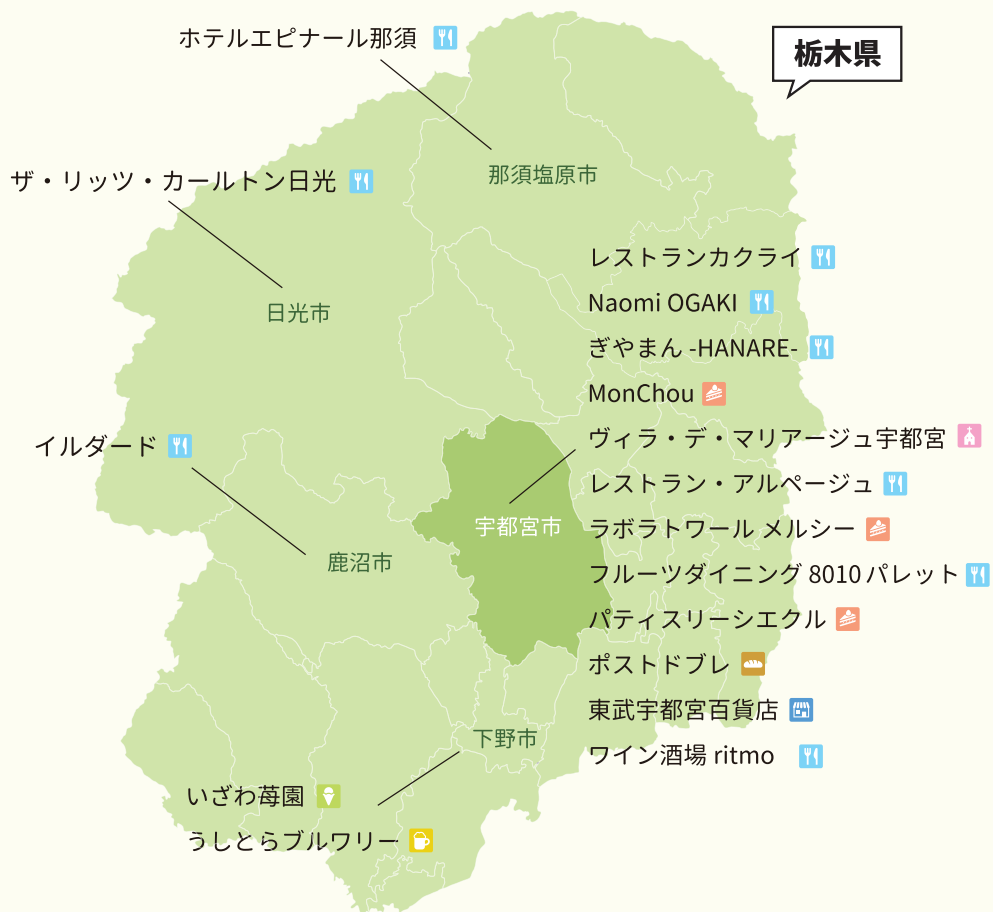 栃木県
ホテルエピナール那須
那須塩原市
ザ・リッツ・カールトン日光
日光市
レストランカクライ
Naomi OGAKI
ぎやまん -HANARE-
MonChou
ヴィラ・デ・マリアージュ宇都宮
イルダード
レストラン・アルページュ
宇都宮市
ラボラトワール メルシー
鹿沼市
フルーツダイニング 8010 パレット
パティスリーシエクル
ポストドブレ
東武宇都宮百貨店
下野市
ワイン酒場 ritmo
いざわ苺園
うしとらブルワリー